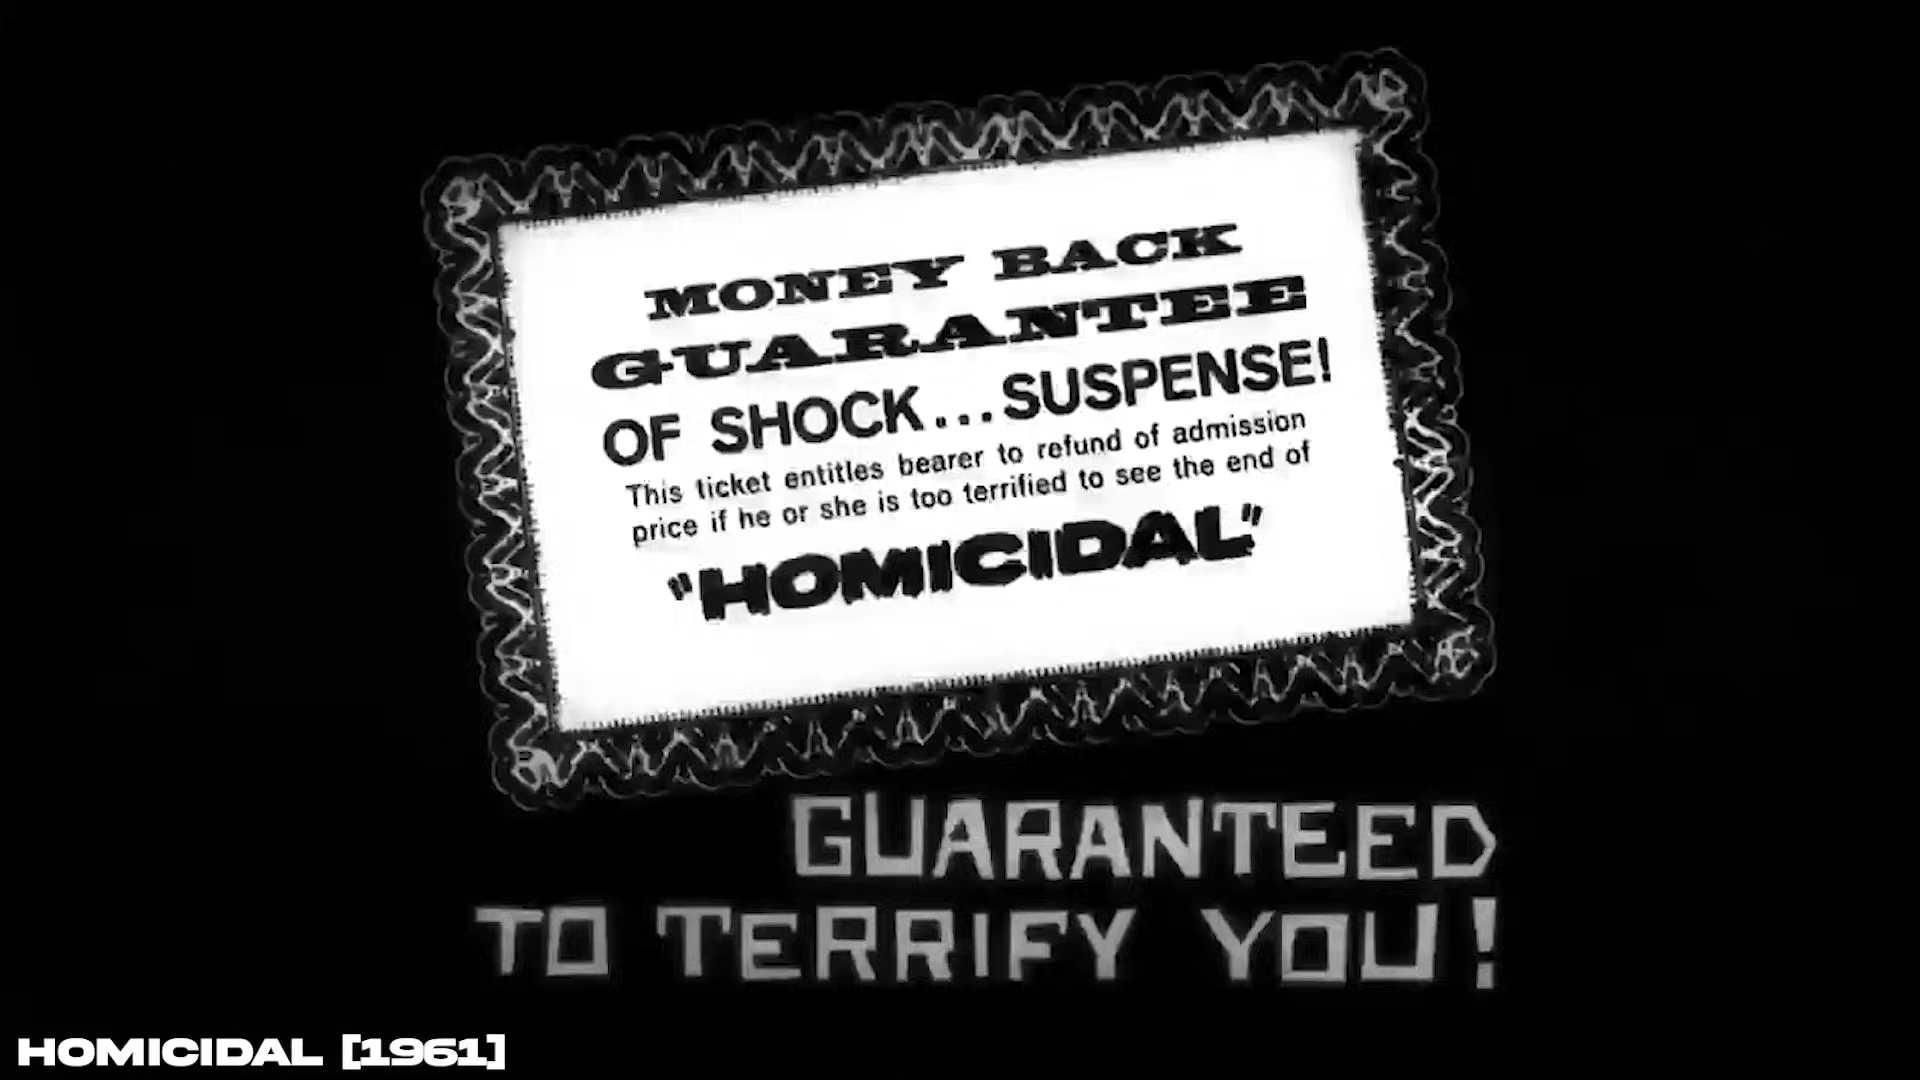 MONEY BACK
GUARANTEE
OF SHOCK...SUSPENSE!
This ticket entitles bearer to refund of admission
price if he or she is too terrified to see the end of
"HOMICIDAL"
GUARANTEED
TO TERRIFY YOU!
HOMICIDAL [1961]